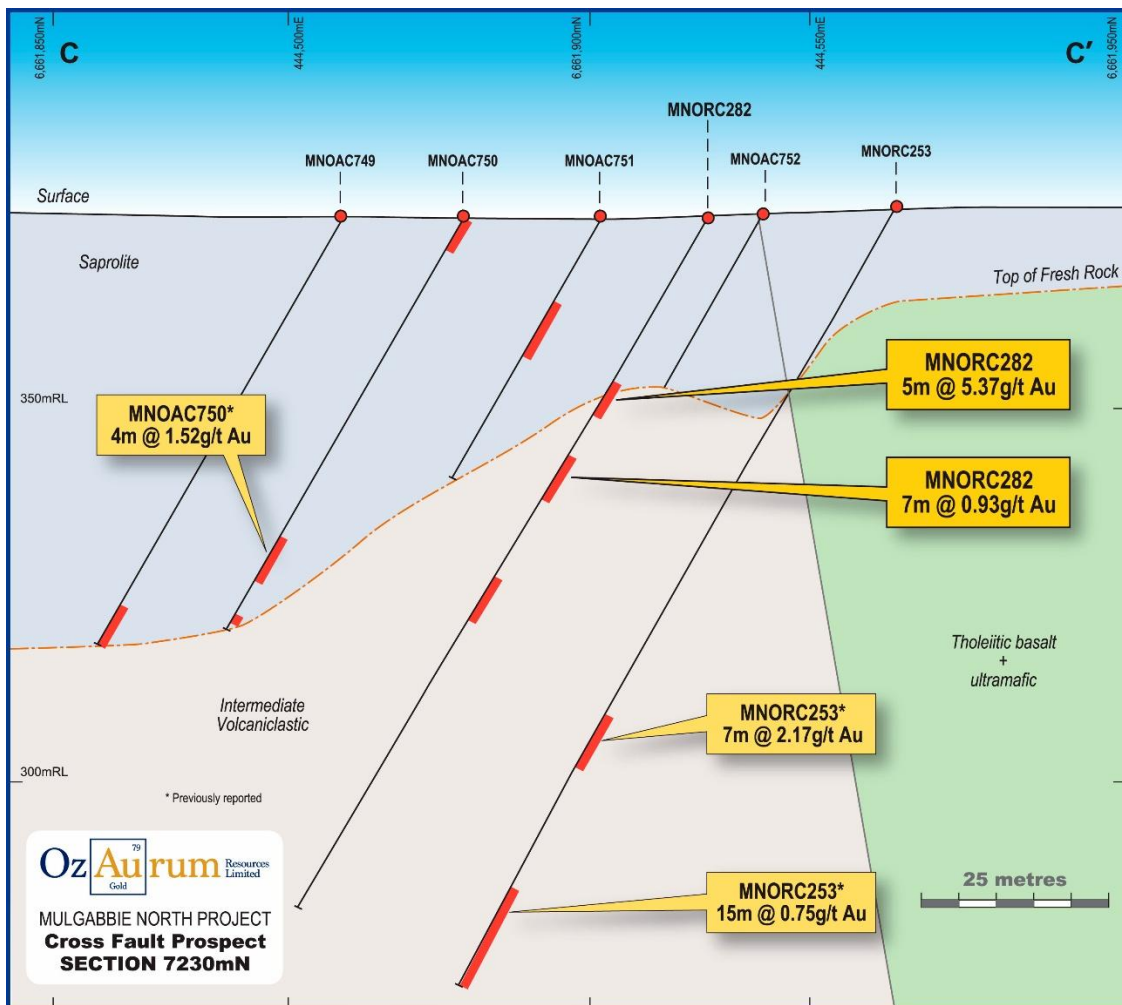 6,661,850mN
C
444,500mE
6,661,900mN
444,550mE
C′
6,661,950mN
MNORC282
MNOAC749
MNOAC750
MNOAC751
MNOAC752
MNORC253
Surface
Saprolite
Top of Fresh Rock
350mRL
MNORC282
5m @ 5.37g/t Au
MNOAC750*
4m @ 1.52g/t Au
MNORC282
7m @ 0.93g/t Au
Tholeiitic basalt
+
ultramafic
Intermediate
Volcaniclastic
MNORC253*
7m @ 2.17g/t Au
300mRL
* Previously reported
MNORC253*
15m @ 0.75g/t Au
25 metres
79
Oz Au rum Resources Limited
Gold
MULGABBIE NORTH PROJECT
Cross Fault Prospect
SECTION 7230mN